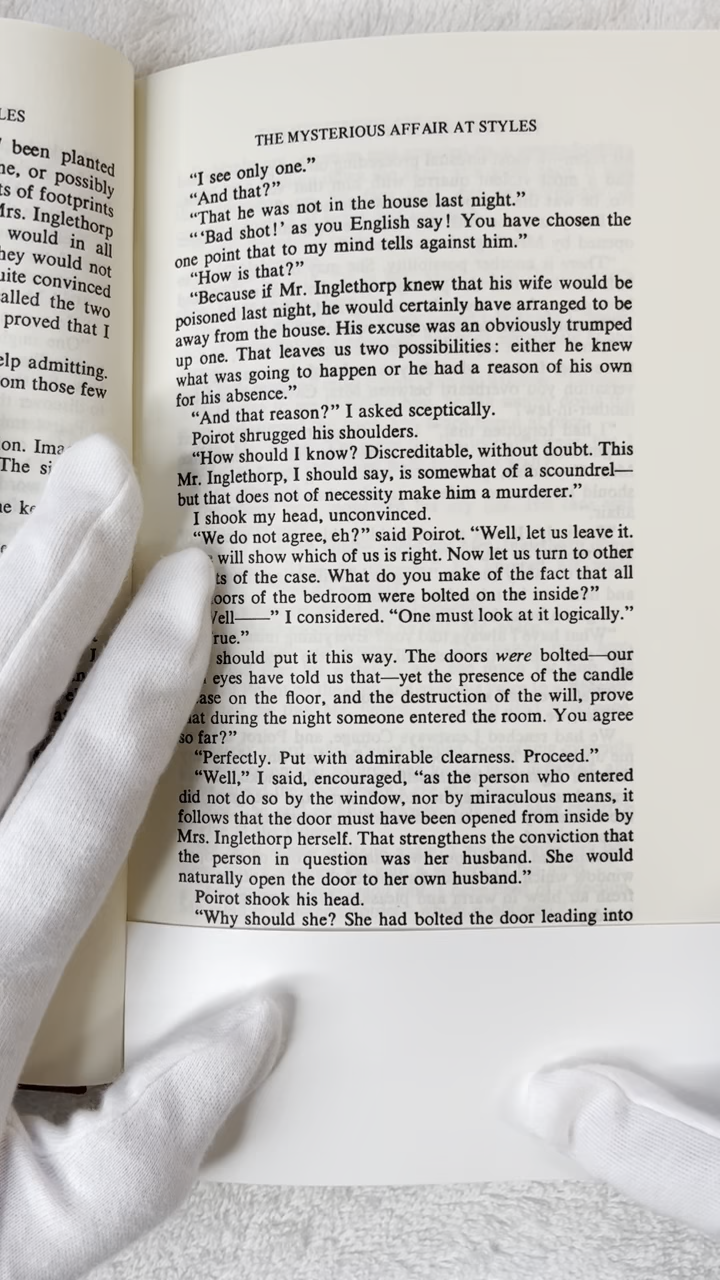 LES
been planted
or possibly
ts of footprints
Mrs. Inglethorp
would in all
they would not
quite convinced
called the two
proved that I
help admitting.
from those few
on.
The
THE MYSTERIOUS AFFAIR AT STYLES
“I see only one.”
“And that?”
“That he was not in the house last night.”
“‘Bad shot!’ as you English say! You have chosen the
one point that to my mind tells against him.”
“How is that?”
“Because if Mr. Inglethorp knew that his wife would be
poisoned last night, he would certainly have arranged to be
away from the house. His excuse was an obviously trumped
up one. That leaves us two possibilities: either he knew
what was going to happen or he had a reason of his own
for his absence.”
“And that reason?” I asked sceptically.
Poirot shrugged his shoulders.
“How should I know? Discreditable, without doubt. This
Mr. Inglethorp, I should say, is somewhat of a scoundrel—
but that does not of necessity make him a murderer.”
I shook my head, unconvinced.
“We do not agree, eh?” said Poirot. “Well, let us leave it.
will show which of us is right. Now let us turn to other
ts of the case. What do you make of the fact that all
oors of the bedroom were bolted on the inside?”
Well——” I considered. “One must look at it logically.”
rue.”
should put it this way. The doors were bolted—our
eyes have told us that—yet the presence of the candle
ase on the floor, and the destruction of the will, prove
at during the night someone entered the room. You agree
so far?”
“Perfectly. Put with admirable clearness. Proceed.”
“Well,” I said, encouraged, “as the person who entered
did not do so by the window, nor by miraculous means, it
follows that the door must have been opened from inside by
Mrs. Inglethorp herself. That strengthens the conviction that
the person in question was her husband. She would
naturally open the door to her own husband.”
Poirot shook his head.
“Why should she? She had bolted the door leading into